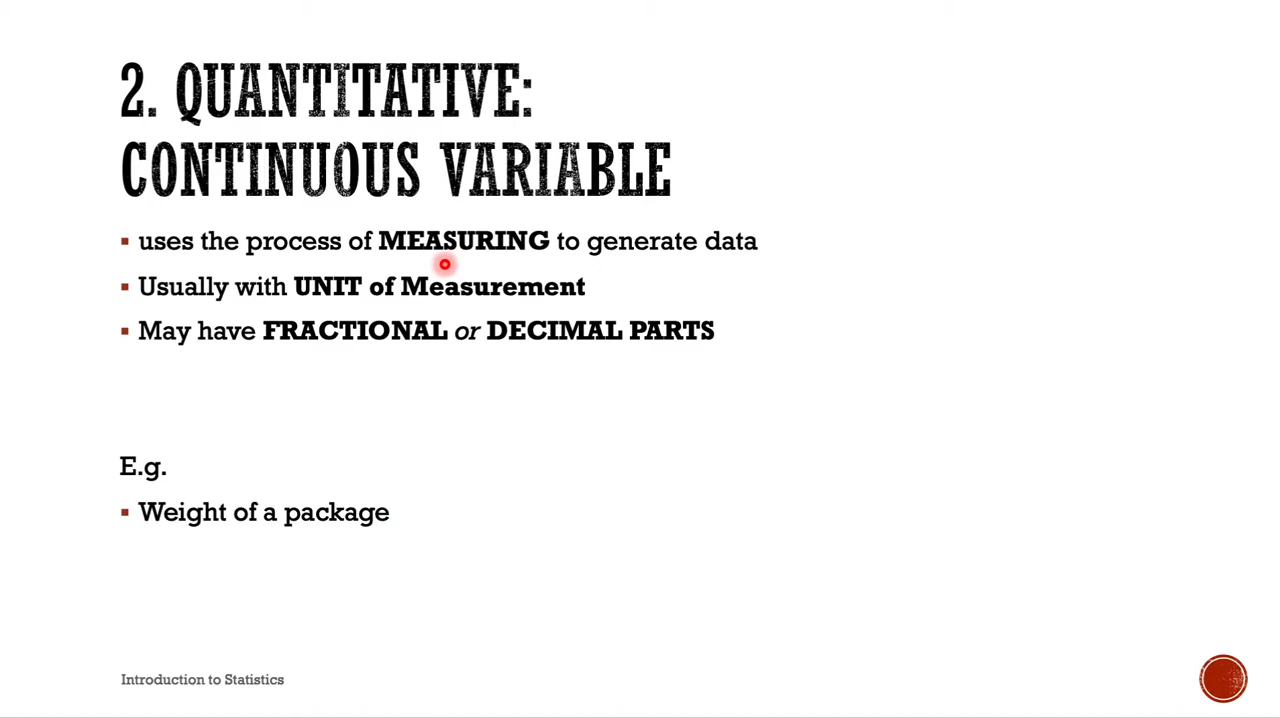 2. QUANTITATIVE:
CONTINUOUS VARIABLE
▪ uses the process of MEASURING to generate data
▪ Usually with UNIT of Measurement
▪ May have FRACTIONAL or DECIMAL PARTS
E.g.
▪ Weight of a package
Introduction to Statistics